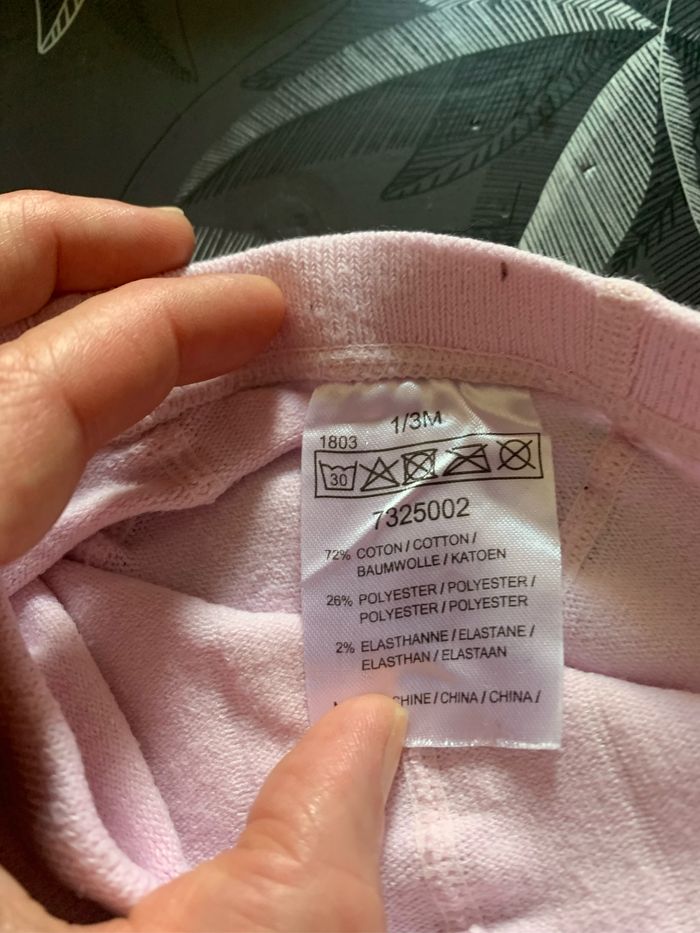 1/3M
1803
30
7325002
72% COTON / COTTON /
BAUMWOLLE / KATOEN
26% POLYESTER / POLYESTER /
POLYESTER / POLYESTER
2% ELASTHANNE / ELASTANE /
ELASTHAN / ELASTAAN
CHINE / CHINA / CHINA /